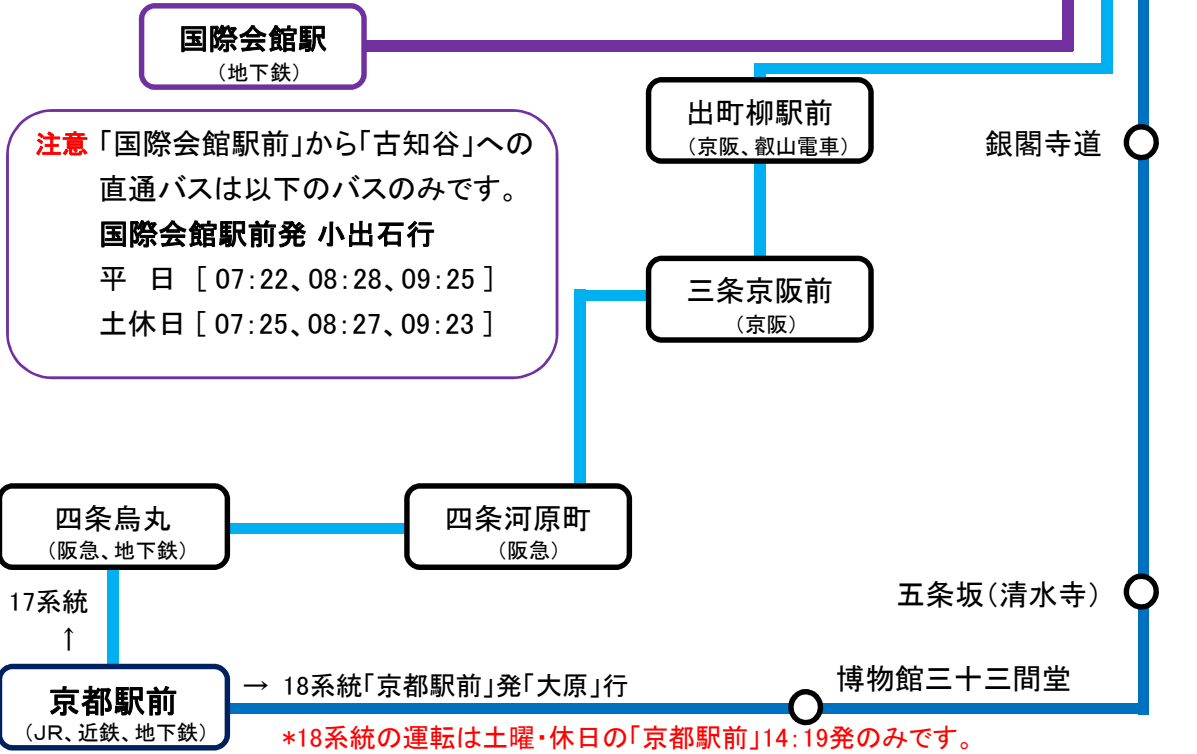 国際会館駅
（地下鉄）
注意「国際会館駅前」から「古知谷」への
直通バスは以下のバスのみです。
国際会館駅前発 小出石行
平　日 ［ 07:22、08:28、09:25 ］
土休日 ［ 07:25、08:27、09:23 ］
出町柳駅前
（京阪、叡山電車）
銀閣寺道
三条京阪前
（京阪）
四条烏丸
（阪急、地下鉄）
四条河原町
（阪急）
17系統
↑
五条坂（清水寺）
京都駅前
（JR、近鉄、地下鉄）
→ 18系統「京都駅前」発「大原」行
博物館三十三間堂
*18系統の運転は土曜・休日の「京都駅前」14:19発のみです。